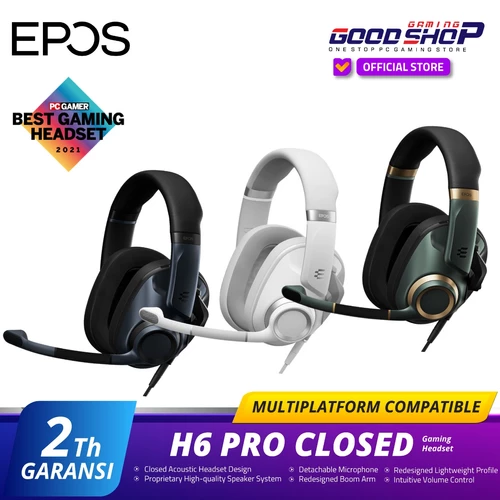 EPOS
GAMING
GOODSHOP
ONE STOP PC GAMING STORE
OFFICIAL STORE
PC GAMER
BEST GAMING
HEADSET
2021
MULTIPLATFORM COMPATIBLE
2Th
GARANSI
H6 PRO CLOSED
Gaming
Headset
• Closed Acoustic Headset Design
• Proprietary High-quality Speaker System
• Detachable Microphone
• Redesigned Boom Arm
• Redesigned Lightweight Profile
• Intuitive Volume Control